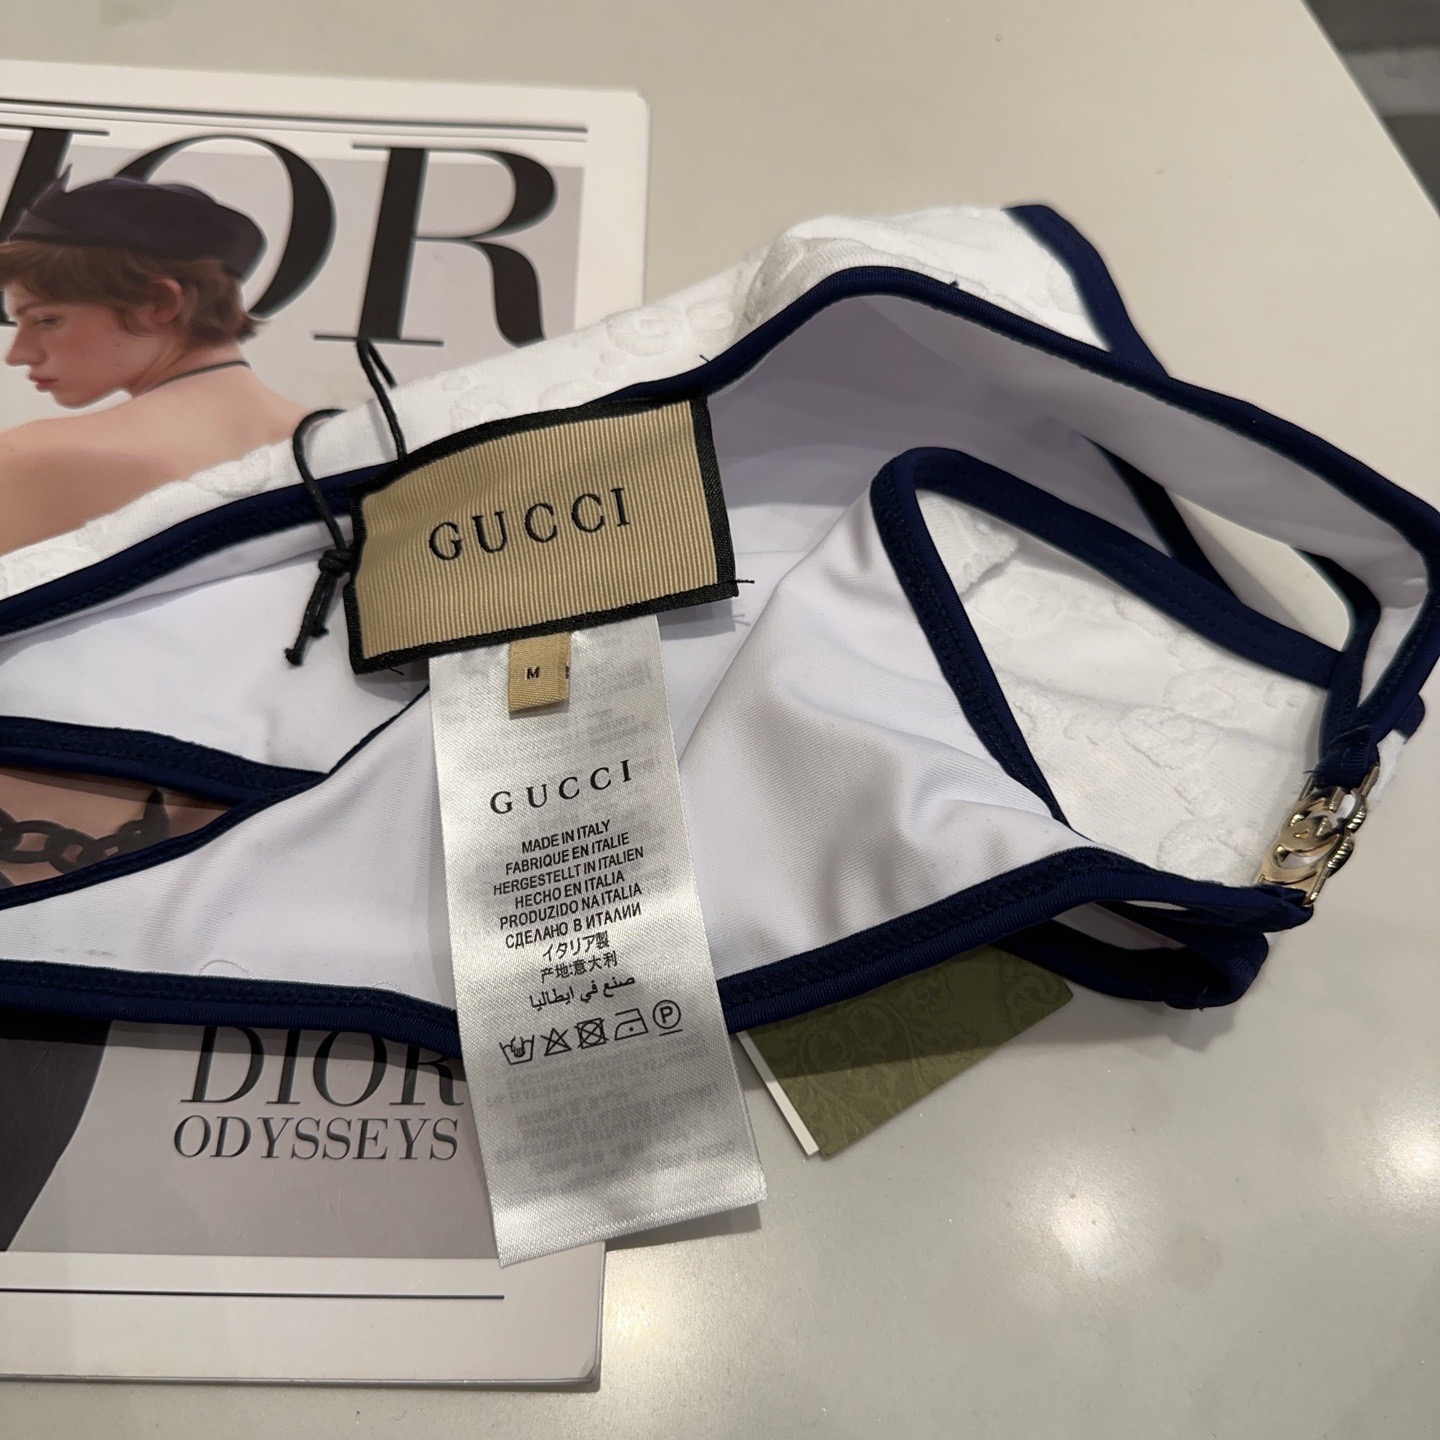 DIOR
GUCCI
M
GUCCI
MADE IN ITALY
FABRIQUE EN ITALIE
HERGESTELLT IN ITALIEN
HECHO EN ITALIA
PRODUZIDO NA ITALIA
СДЕЛАНО В ИТАЛИИ
イタリア製
产地:意大利
صنع في ايطاليا
P
DIOR
ODYSSEYS